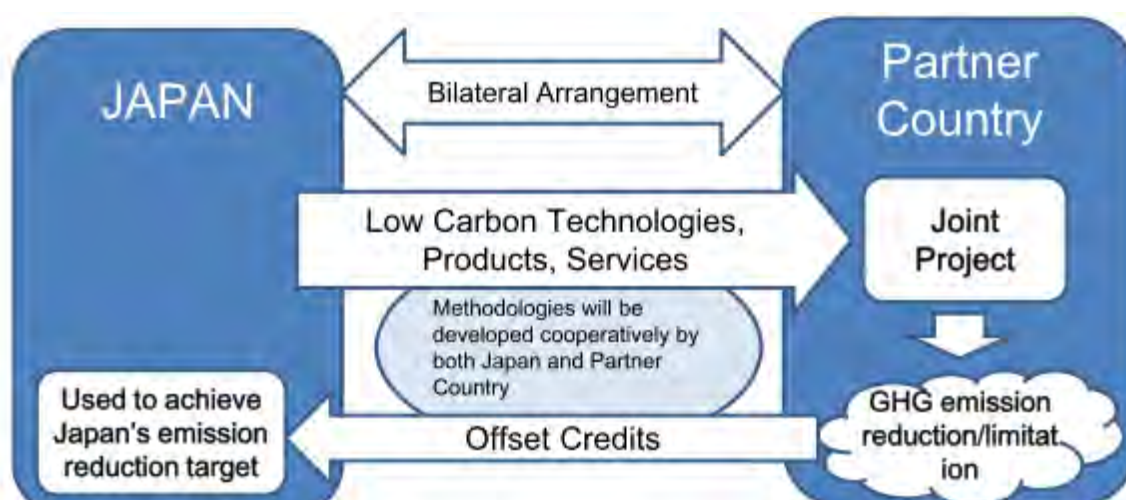 JAPAN
Bilateral Arrangement
Partner
Country
Low Carbon Technologies,
Products, Services
Joint
Project
Methodologies will be
developed cooperatively by
both Japan and Partner
Country
Used to achieve
Japan's emission
reduction target
Offset Credits
GHG emission
reduction/limitat
ion